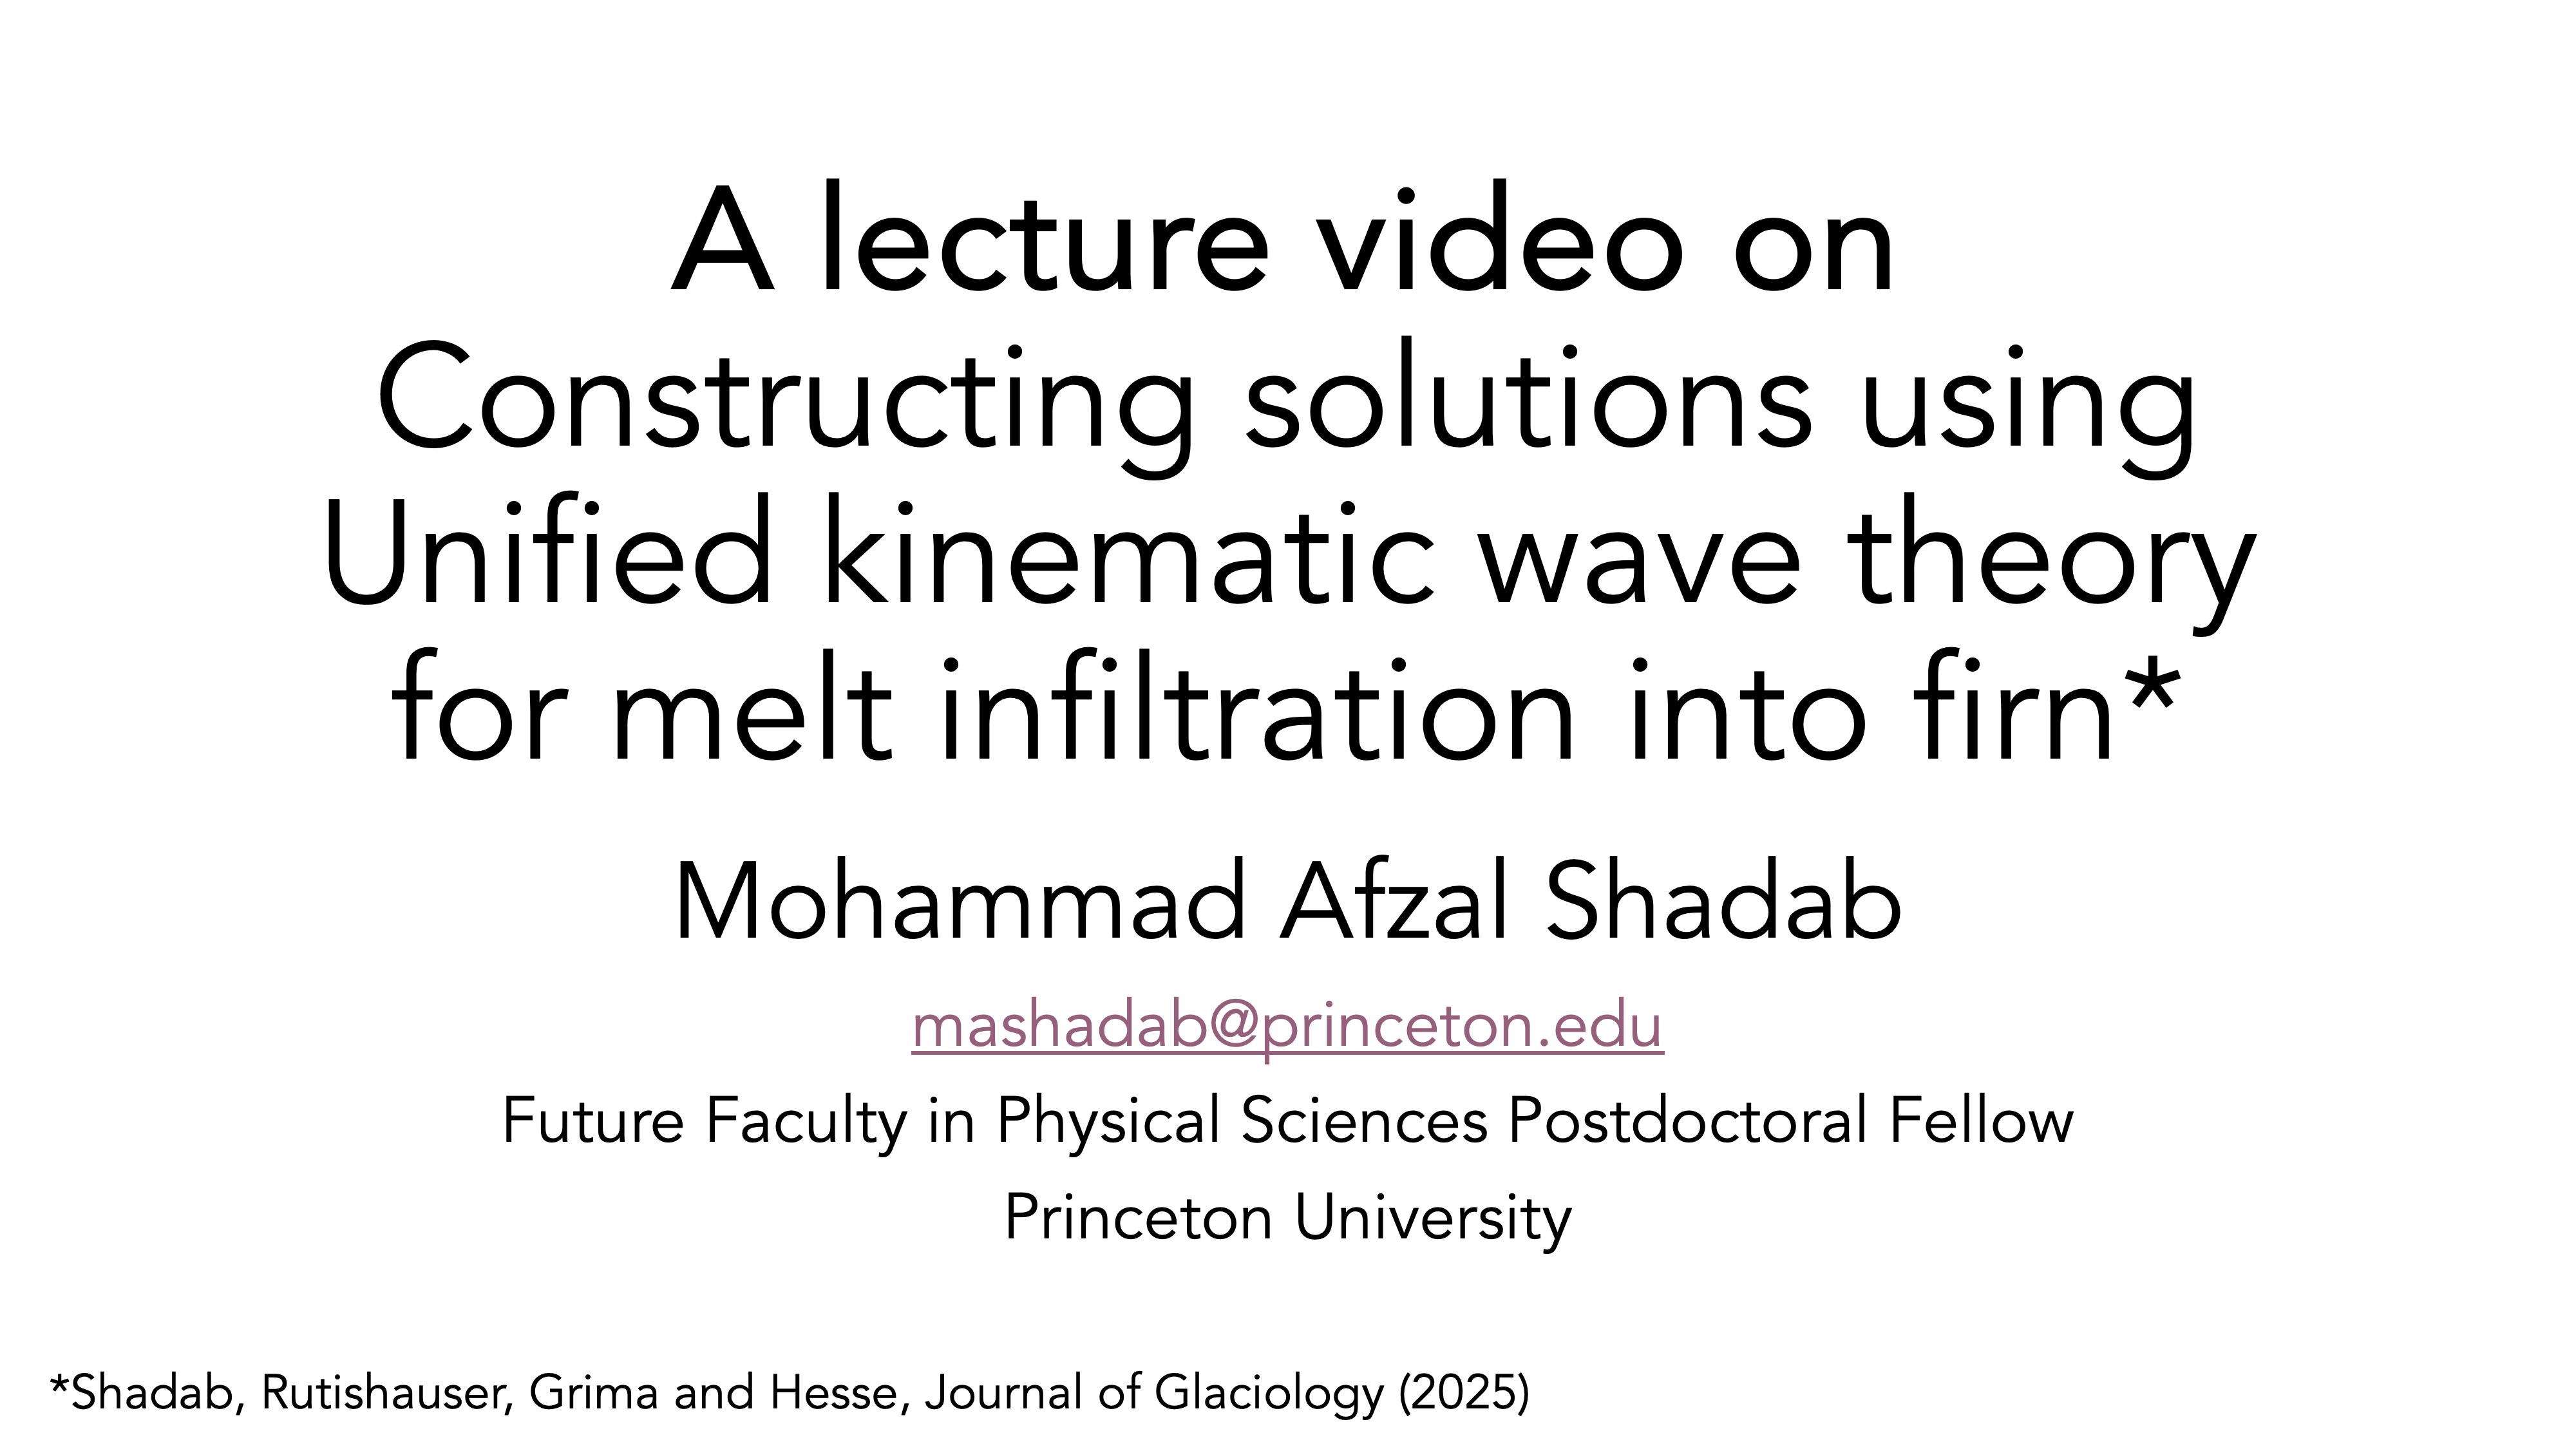 A lecture video on
Constructing solutions using
Unified kinematic wave theory
for melt infiltration into firn*
Mohammad Afzal Shadab
mashadab@princeton.edu
Future Faculty in Physical Sciences Postdoctoral Fellow
Princeton University
*Shadab, Rutishauser, Grima and Hesse, Journal of Glaciology (2025)